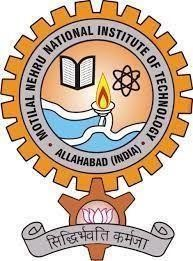 • MOTILAL NEHRU NATIONAL INSTITUTE OF TECHNOLOGY •
ALLAHABAD (INDIA)
सिद्धिर्भवति कर्मजा